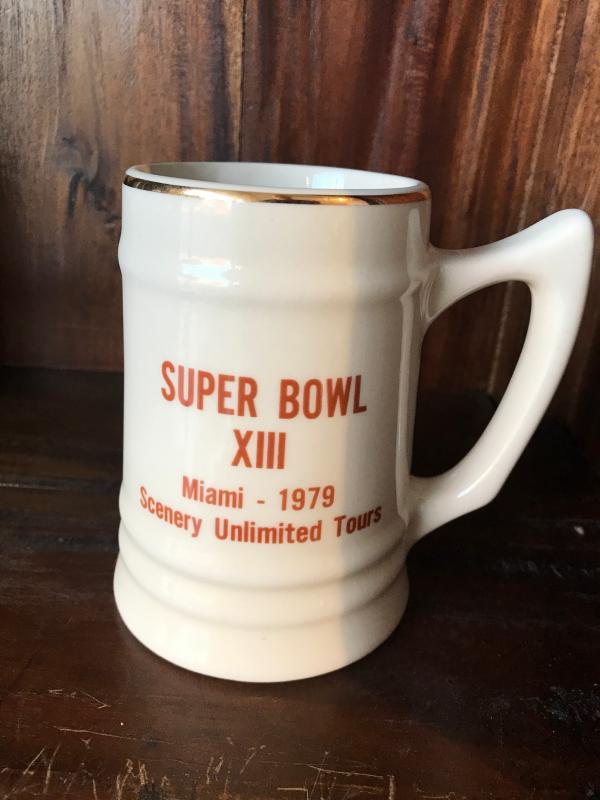 SUPER BOWL
XIII
Miami - 1979
Scenery Unlimited Tours